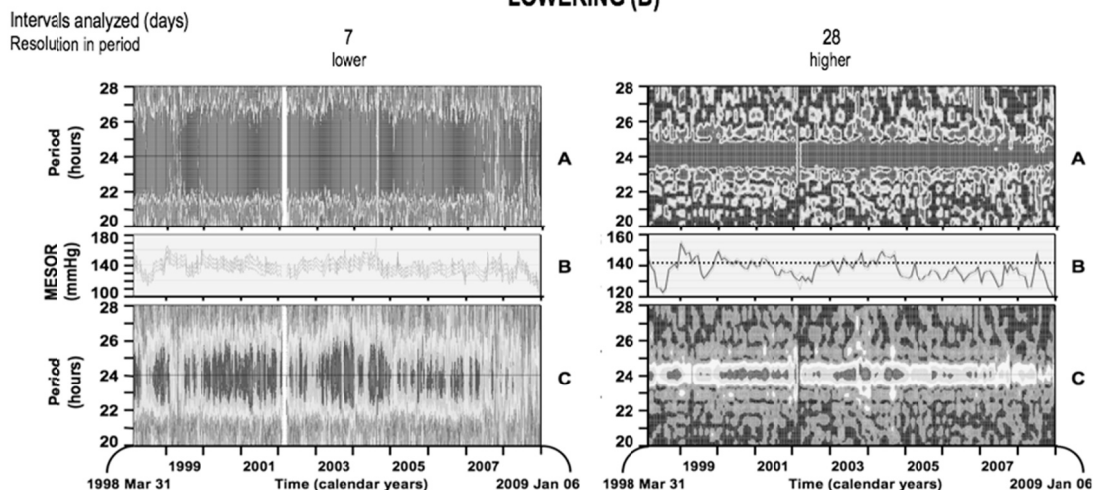 LOWERING (B)
Intervals analyzed (days)
Resolution in period
7
lower
28
higher
28
26
24
22
20
Period
(hours)
A
180
140
100
MESOR
(mmHg)
B
28
26
24
22
20
Period
(hours)
C
1999 2001 2003 2005 2007
1998 Mar 31 Time (calendar years) 2009 Jan 06
28
26
24
22
20
A
160
140
120
B
28
26
24
22
20
C
1999 2001 2003 2005 2007
1998 Mar 31 Time (calendar years) 2009 Jan 06